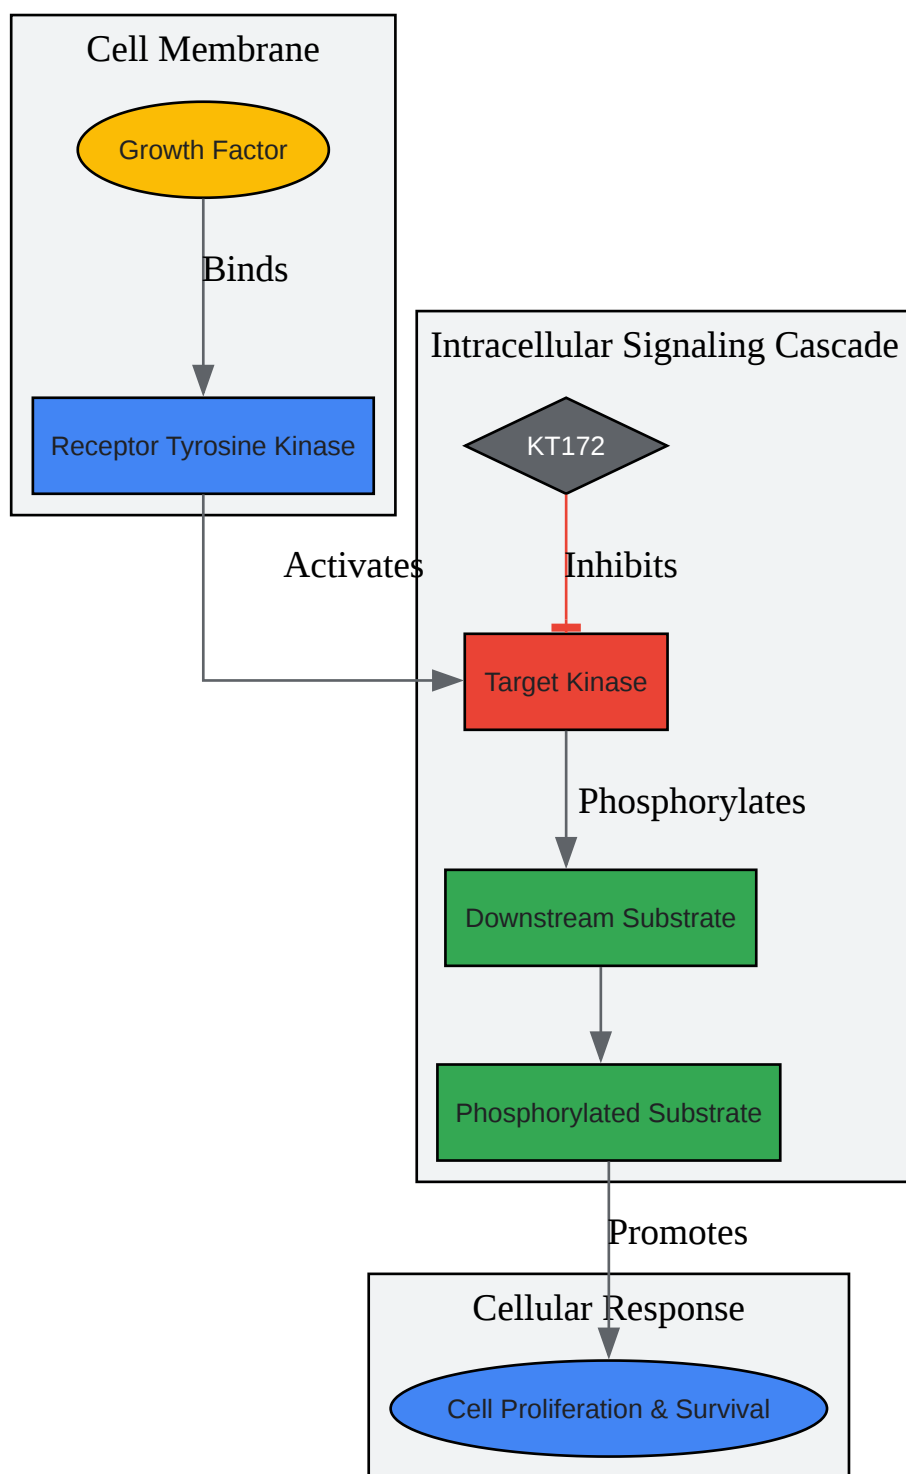 Cell Membrane
Growth Factor
Binds
Receptor Tyrosine Kinase
Intracellular Signaling Cascade
KT172
Activates
Inhibits
Target Kinase
Phosphorylates
Downstream Substrate
Phosphorylated Substrate
Promotes
Cellular Response
Cell Proliferation & Survival